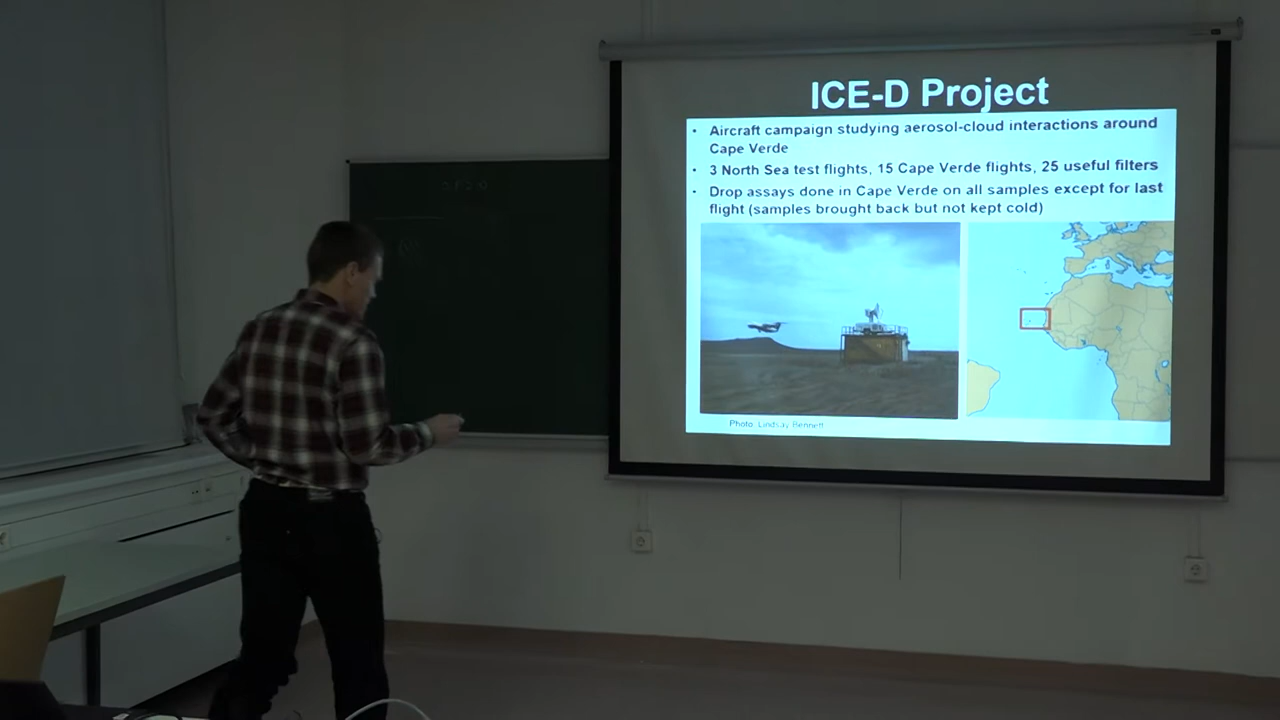 ICE-D Project
• Aircraft campaign studying aerosol-cloud interactions around
Cape Verde
• 3 North Sea test flights, 15 Cape Verde flights, 25 useful filters
• Drop assays done in Cape Verde on all samples except for last
flight (samples brought back but not kept cold)
Photo: Lindsay Bennett